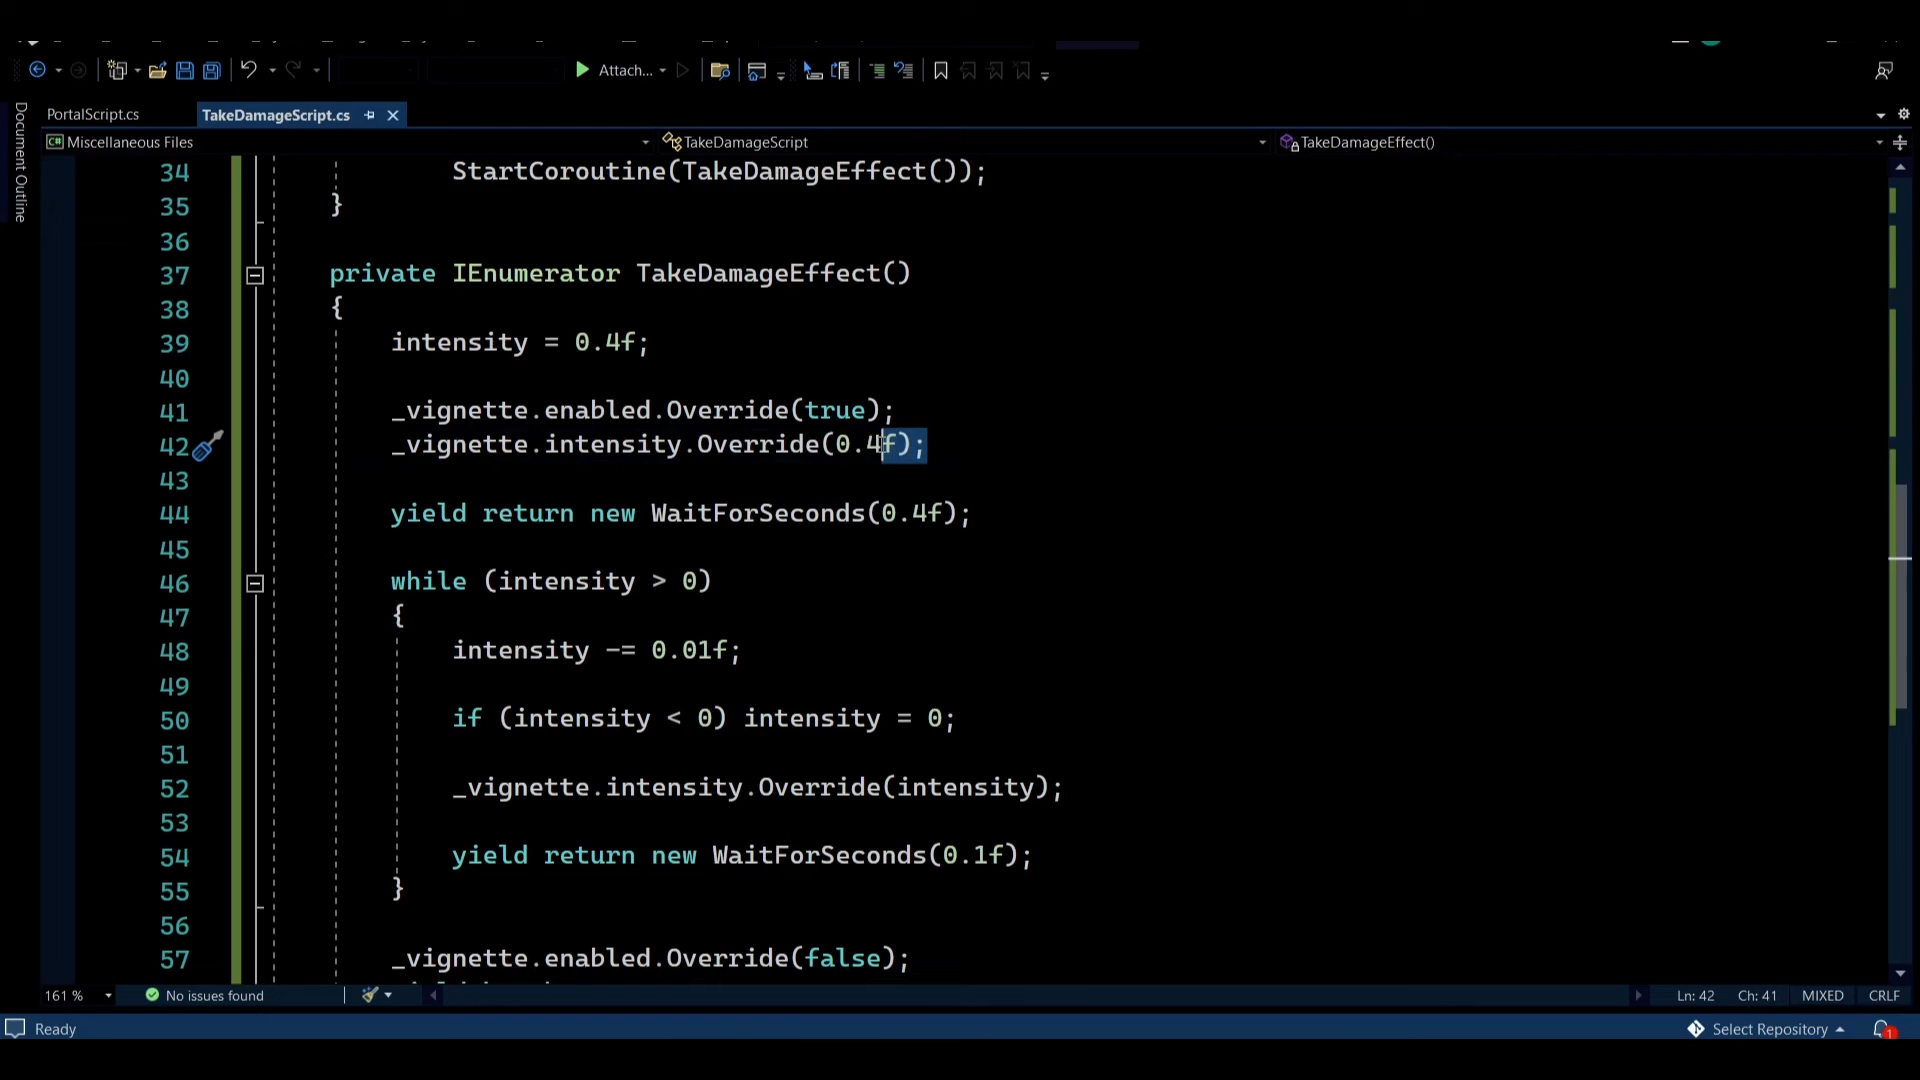 Attach...
Document Outline
PortalScript.cs
TakeDamageScript.cs
C# Miscellaneous Files
TakeDamageScript
TakeDamageEffect()
34 StartCoroutine(TakeDamageEffect());
35 }
36
37 private IEnumerator TakeDamageEffect()
38 {
39 intensity = 0.4f;
40
41 _vignette.enabled.Override(true);
42 _vignette.intensity.Override(0.4f);
43
44 yield return new WaitForSeconds(0.4f);
45
46 while (intensity > 0)
47 {
48 intensity -= 0.01f;
49
50 if (intensity < 0) intensity = 0;
51
52 _vignette.intensity.Override(intensity);
53
54 yield return new WaitForSeconds(0.1f);
55 }
56
57 _vignette.enabled.Override(false);
161 %
No issues found
Ln: 42
Ch: 41
MIXED
CRLF
Ready
Select Repository
1